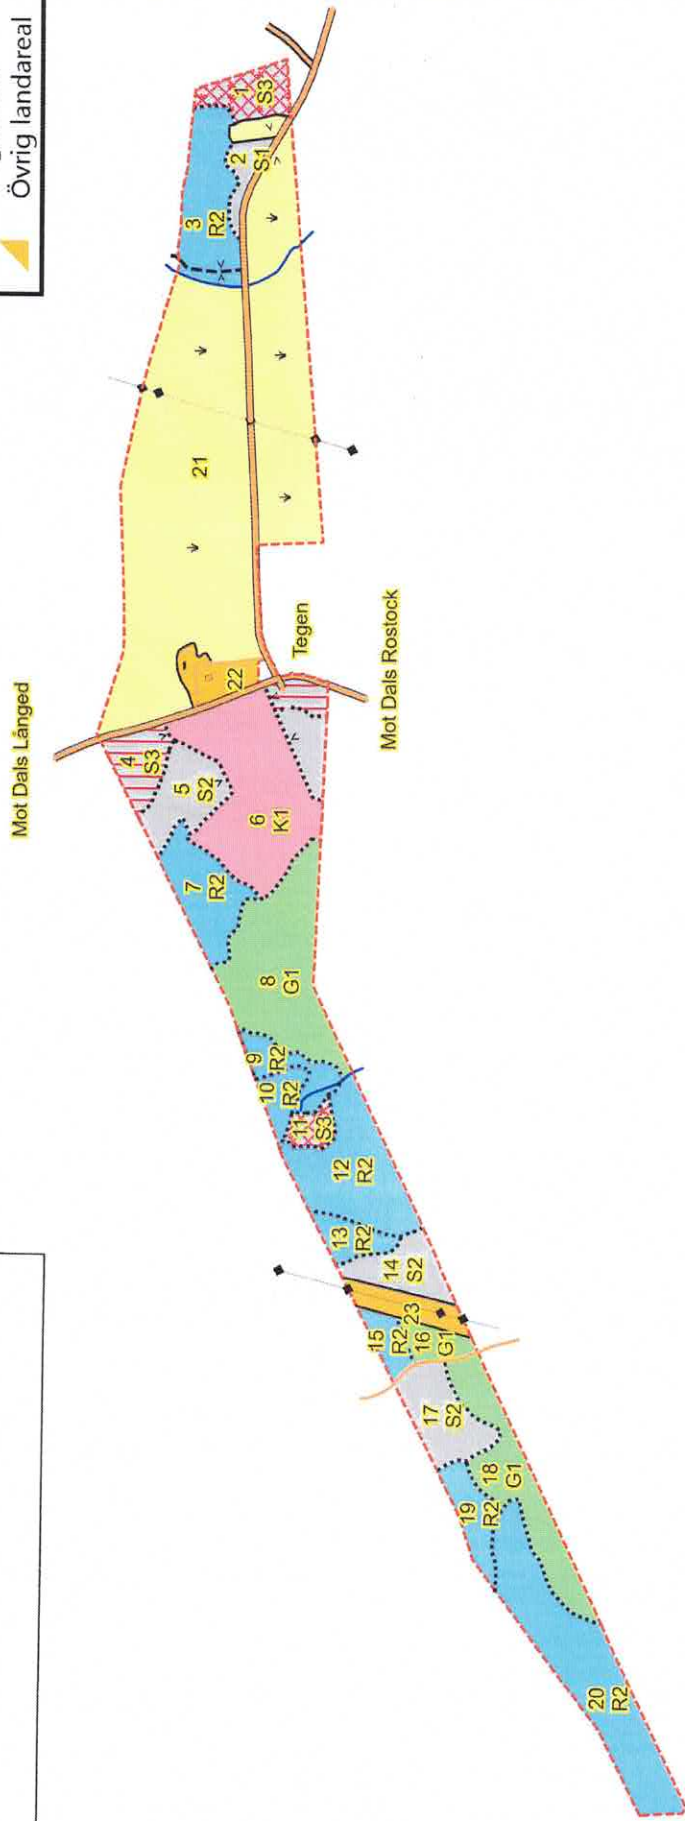 Övrig landareal
Mot Dals Långed
1
S3
2
S1
3
R2
21
22
Tegen
Mot Dals Rostock
4
S3
5
S2
6
K1
7
R2
8
G1
9
R2
10
R2
11
S3
12
R2
13
R2
14
S2
23
15
R2
16
G1
17
S2
18
G1
19
R2
20
R2